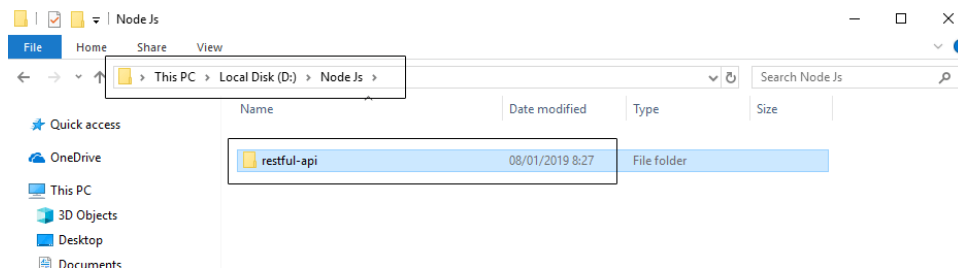 Node Js
File Home Share View
This PC > Local Disk (D:) > Node Js >
Search Node Js
Name Date modified Type Size
Quick access
restful-api 08/01/2019 8:27 File folder
OneDrive
This PC
3D Objects
Desktop
Documents